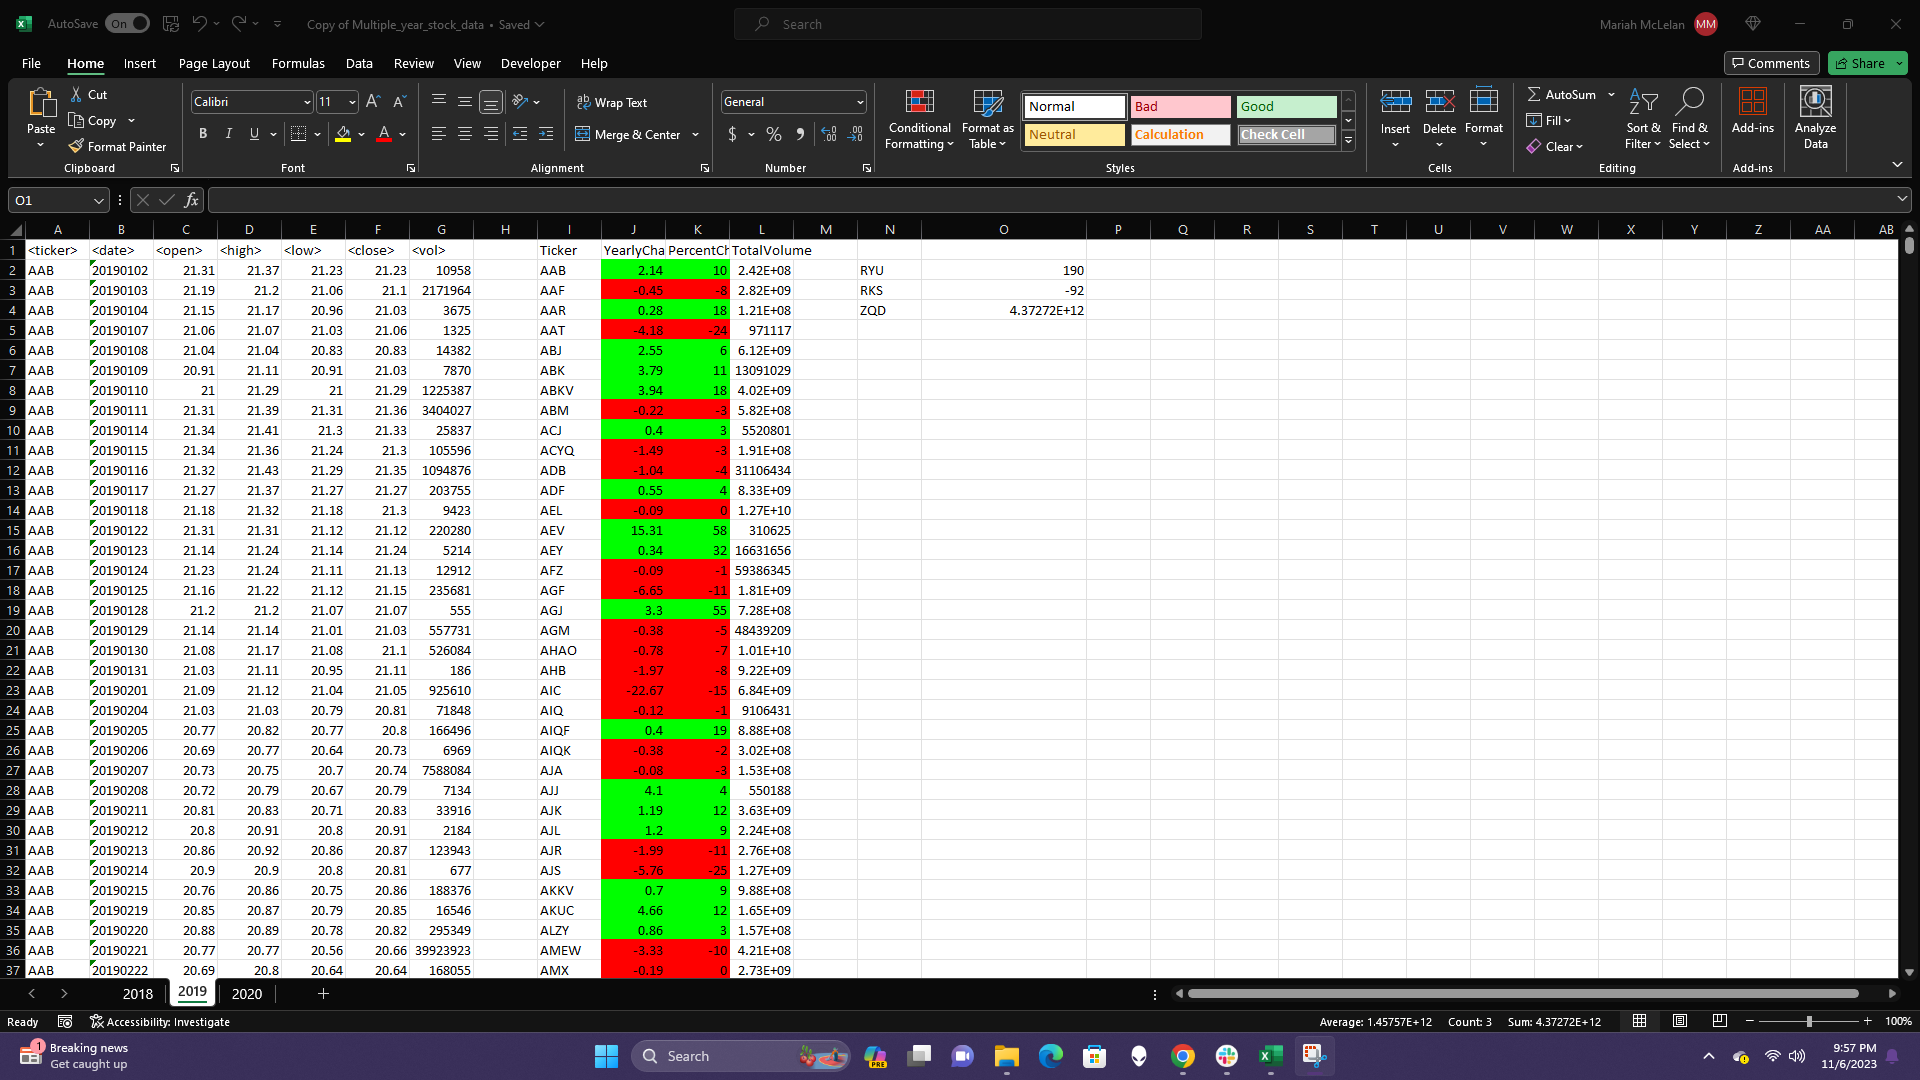 AutoSave On Copy of Multiple_year_stock_data • Saved Search Mariah McLelan MM
File Home Insert Page Layout Formulas Data Review View Developer Help Comments Share
Paste Cut Copy Format Painter Clipboard
Calibri 11 B I U A Font
Wrap Text Merge & Center Alignment
General $ % Number
Conditional Formatting Format as Table Normal Bad Good Neutral Calculation Check Cell Styles
Insert Delete Format Cells
AutoSum Fill Clear Sort & Filter Find & Select Editing
Add-ins Add-ins Analyze Data
O1 fx
A B C D E F G H I J K L M N O P Q R S T U V W X Y Z AA AB
1 <ticker> <date> <open> <high> <low> <close> <vol> Ticker YearlyCha PercentCh TotalVolume
2 AAB 20190102 21.31 21.37 21.23 21.23 10958 AAB 2.14 10 2.42E+08 RYU 190
3 AAB 20190103 21.19 21.2 21.06 21.1 2171964 AAF -0.45 -8 2.82E+09 RKS -92
4 AAB 20190104 21.15 21.17 20.96 21.03 3675 AAR 0.28 18 1.21E+08 ZQD 4.37272E+12
5 AAB 20190107 21.06 21.07 21.03 21.06 1325 AAT -4.18 -24 971117
6 AAB 20190108 21.04 21.04 20.83 20.83 14382 ABJ 2.55 6 6.12E+09
7 AAB 20190109 20.91 21.11 20.91 21.03 7870 ABK 3.79 11 13091029
8 AAB 20190110 21 21.29 21 21.29 1225387 ABKV 3.94 18 4.02E+09
9 AAB 20190111 21.31 21.39 21.31 21.36 3404027 ABM -0.22 -3 5.82E+08
10 AAB 20190114 21.34 21.41 21.3 21.33 25837 ACJ 0.4 3 5520801
11 AAB 20190115 21.34 21.36 21.24 21.3 105596 ACYQ -1.49 -3 1.91E+08
12 AAB 20190116 21.32 21.43 21.29 21.35 1094876 ADB -1.04 -4 31106434
13 AAB 20190117 21.27 21.37 21.27 21.27 203755 ADF 0.55 4 8.33E+09
14 AAB 20190118 21.18 21.32 21.18 21.3 9423 AEL -0.09 0 1.27E+10
15 AAB 20190122 21.31 21.31 21.12 21.12 220280 AEV 15.31 58 310625
16 AAB 20190123 21.14 21.24 21.14 21.24 5214 AEY 0.34 32 16631656
17 AAB 20190124 21.23 21.24 21.11 21.13 12912 AFZ -0.09 -1 59386345
18 AAB 20190125 21.16 21.22 21.12 21.15 235681 AGF -6.65 -11 1.81E+09
19 AAB 20190128 21.2 21.2 21.07 21.07 555 AGJ 3.3 55 7.28E+08
20 AAB 20190129 21.14 21.14 21.01 21.03 557731 AGM -0.38 -5 48439209
21 AAB 20190130 21.08 21.17 21.08 21.1 526084 AHAO -0.78 -7 1.01E+10
22 AAB 20190131 21.03 21.11 20.95 21.11 186 AHB -1.97 -8 9.22E+09
23 AAB 20190201 21.09 21.12 21.04 21.05 925610 AIC -22.67 -15 6.84E+09
24 AAB 20190204 21.03 21.03 20.79 20.81 71848 AIQ -0.12 -1 9106431
25 AAB 20190205 20.77 20.82 20.77 20.8 166496 AIQF 0.4 19 8.88E+08
26 AAB 20190206 20.69 20.77 20.64 20.73 6969 AIQK -0.38 -2 3.02E+08
27 AAB 20190207 20.73 20.75 20.7 20.74 7588084 AJA -0.08 -3 1.53E+08
28 AAB 20190208 20.72 20.79 20.67 20.79 7134 AJJ 4.1 4 550188
29 AAB 20190211 20.81 20.83 20.71 20.83 33916 AJK 1.19 12 3.63E+09
30 AAB 20190212 20.8 20.91 20.8 20.91 2184 AJL 1.2 9 2.24E+08
31 AAB 20190213 20.86 20.92 20.86 20.87 123943 AJR -1.99 -11 2.76E+08
32 AAB 20190214 20.9 20.9 20.8 20.81 677 AJS -5.76 -25 1.27E+09
33 AAB 20190215 20.76 20.86 20.75 20.86 188376 AKKV 0.7 9 9.88E+08
34 AAB 20190219 20.85 20.87 20.79 20.85 16546 AKUC 4.66 12 1.65E+09
35 AAB 20190220 20.88 20.89 20.78 20.82 295349 ALZY 0.86 3 1.57E+08
36 AAB 20190221 20.77 20.77 20.56 20.66 39923923 AMEW -3.33 -10 4.21E+08
37 AAB 20190222 20.69 20.8 20.64 20.64 168055 AMX -0.19 0 2.73E+09
2018 2019 2020
Ready Accessibility: Investigate Average: 1.45757E+12 Count: 3 Sum: 4.37272E+12 100%
1 Breaking news Get caught up Search PRE 9:57 PM 11/6/2023